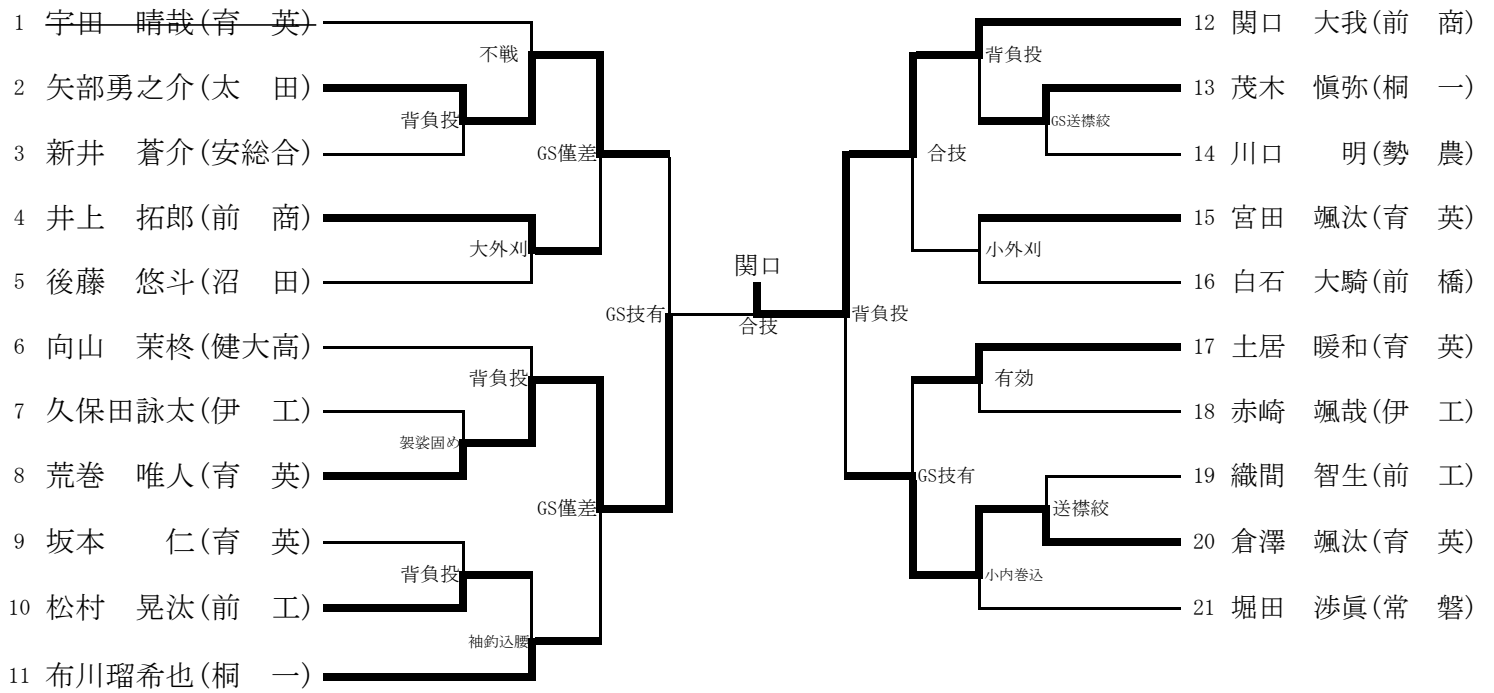 1 宇田　晴哉(育　英)
2 矢部勇之介(太　田)
3 新井　蒼介(安総合)
4 井上　拓郎(前　商)
5 後藤　悠斗(沼　田)
6 向山　茉柊(健大高)
7 久保田詠太(伊　工)
8 荒巻　唯人(育　英)
9 坂本　　仁(育　英)
10 松村　晃汰(前　工)
11 布川瑠希也(桐　一)
不戦
背負投
GS僅差
大外刈
GS技有
背負投
袈裟固め
GS僅差
背負投
袖釣込腰
関口
合技
背負投
GS送襟絞
合技
小外刈
背負投
有効
GS技有
送襟絞
小内巻込
12 関口　大我(前　商)
13 茂木　愼弥(桐　一)
14 川口　　明(勢　農)
15 宮田　颯汰(育　英)
16 白石　大騎(前　橋)
17 土居　暖和(育　英)
18 赤崎　颯哉(伊　工)
19 織間　智生(前　工)
20 倉澤　颯汰(育　英)
21 堀田　渉眞(常　磐)